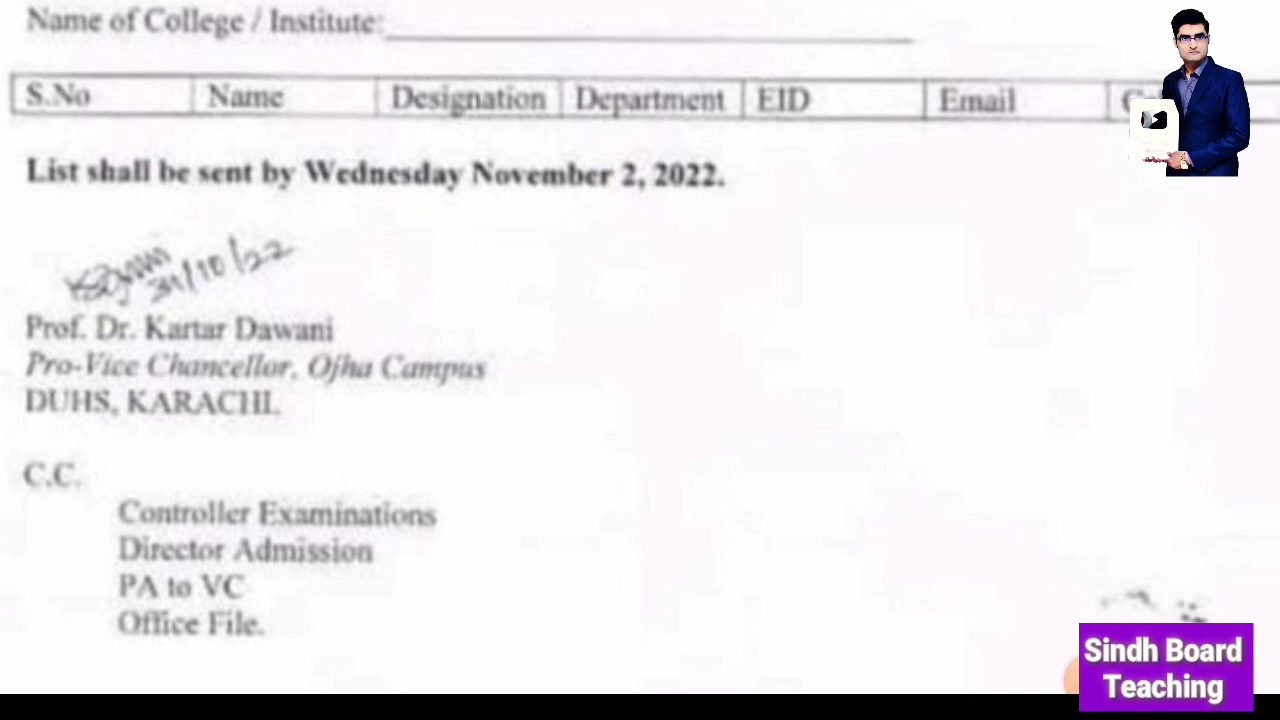 Name of College / Institute:
S.No Name Designation Department EID Email
List shall be sent by Wednesday November 2, 2022.
31/10/22
Prof. Dr. Kartar Dawani
Pro-Vice Chancellor, Ojha Campus
DUHS, KARACHI.
C.C.
Controller Examinations
Director Admission
PA to VC
Office File.
Sindh Board
Teaching